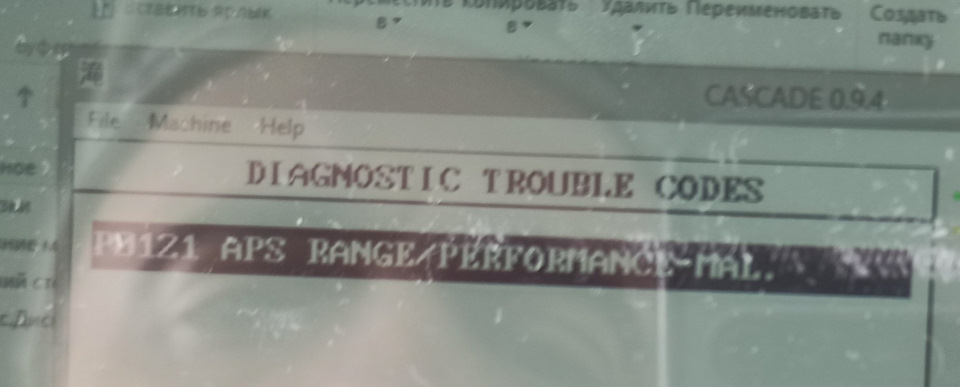 Вставить ярлык
Переместить Копировать Удалить Переименовать Создать
в в папку
CASCADE 0.9.4
File Machine Help
DIAGNOSTIC TROUBLE CODES
P0121 APS RANGE/PERFORMANCE-MAL.